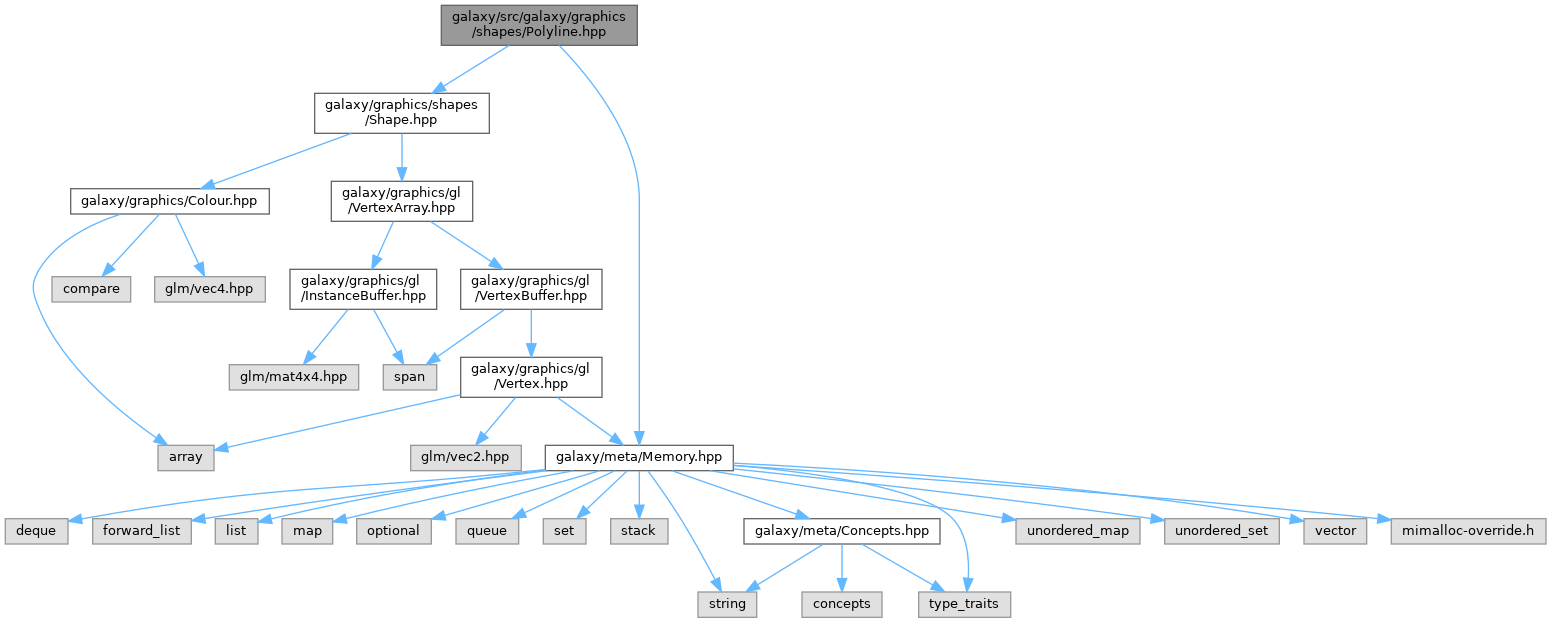 galaxy/src/galaxy/graphics
/shapes/Polyline.hpp
galaxy/graphics/shapes
/Shape.hpp
galaxy/graphics/Colour.hpp
galaxy/graphics/gl
/VertexArray.hpp
compare
glm/vec4.hpp
galaxy/graphics/gl
/InstanceBuffer.hpp
galaxy/graphics/gl
/VertexBuffer.hpp
glm/mat4x4.hpp
span
galaxy/graphics/gl
/Vertex.hpp
array
glm/vec2.hpp
galaxy/meta/Memory.hpp
deque
forward_list
list
map
optional
queue
set
stack
galaxy/meta/Concepts.hpp
unordered_map
unordered_set
vector
mimalloc-override.h
string
concepts
type_traits